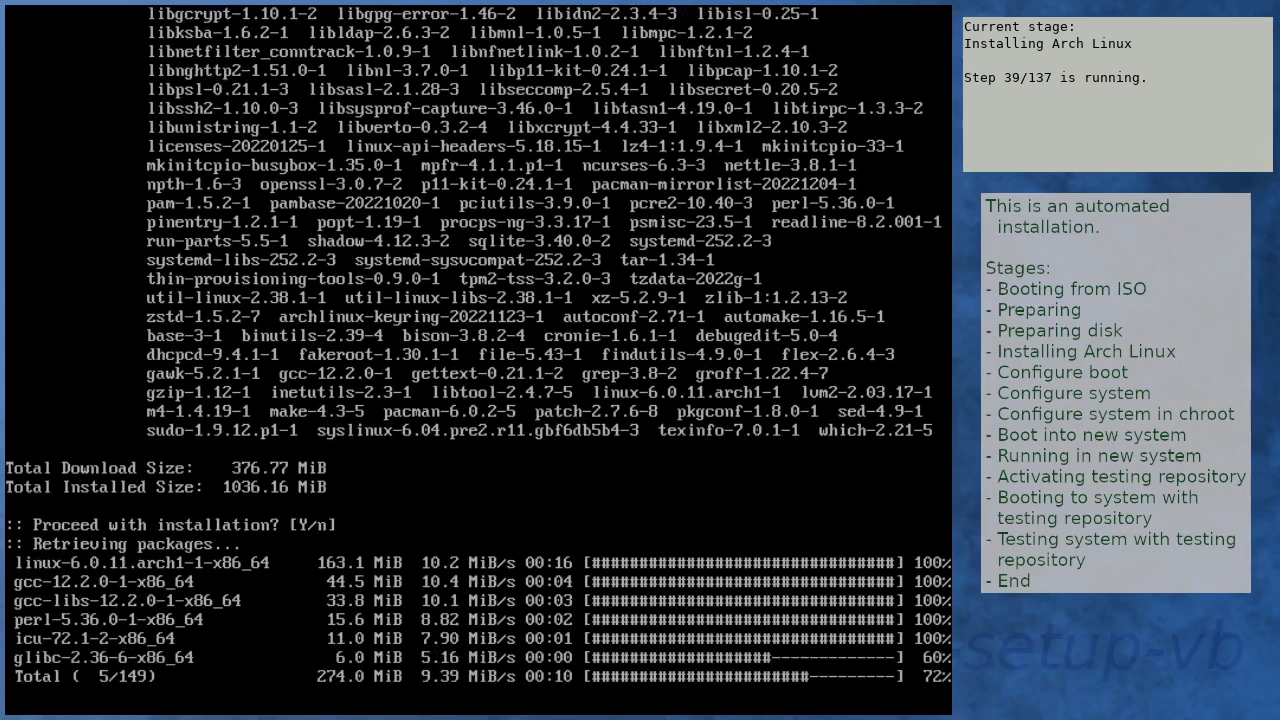 libgcrypt-1.10.1-2  libgpg-error-1.46-2  libidn2-2.3.4-3  libisl-0.25-1
libksba-1.6.2-1  libldap-2.6.3-2  libmnl-1.0.5-1  libmpc-1.2.1-2
libnetfilter_conntrack-1.0.9-1  libnfnetlink-1.0.2-1  libnftnl-1.2.4-1
libnghttp2-1.51.0-1  libnl-3.7.0-1  libp11-kit-0.24.1-1  libpcap-1.10.1-2
libpsl-0.21.1-3  libsasl-2.1.28-3  libseccomp-2.5.4-1  libsecret-0.20.5-2
libssh2-1.10.0-3  libsysprof-capture-3.46.0-1  libtasn1-4.19.0-1  libtirpc-1.3.3-2
libunistring-1.1-2  libverto-0.3.2-4  libxcrypt-4.4.33-1  libxml2-2.10.3-2
licenses-20220125-1  linux-api-headers-5.18.15-1  lz4-1:1.9.4-1  mkinitcpio-33-1
mkinitcpio-busybox-1.35.0-1  mpfr-4.1.1.p1-1  ncurses-6.3-3  nettle-3.8.1-1
npth-1.6-3  openssl-3.0.7-2  p11-kit-0.24.1-1  pacman-mirrorlist-20221204-1
pam-1.5.2-1  pambase-20221020-1  pciutils-3.9.0-1  pcre2-10.40-3  perl-5.36.0-1
pinentry-1.2.1-1  popt-1.19-1  procps-ng-3.3.17-1  psmisc-23.5-1  readline-8.2.001-1
run-parts-5.5-1  shadow-4.12.3-2  sqlite-3.40.0-2  systemd-252.2-3
systemd-libs-252.2-3  systemd-sysvcompat-252.2-3  tar-1.34-1
thin-provisioning-tools-0.9.0-1  tpm2-tss-3.2.0-3  tzdata-2022g-1
util-linux-2.38.1-1  util-linux-libs-2.38.1-1  xz-5.2.9-1  zlib-1:1.2.13-2
zstd-1.5.2-7  archlinux-keyring-20221123-1  autoconf-2.71-1  automake-1.16.5-1
base-3-1  binutils-2.39-4  bison-3.8.2-4  cronie-1.6.1-1  debugedit-5.0-4
dhcpcd-9.4.1-1  fakeroot-1.30.1-1  file-5.43-1  findutils-4.9.0-1  flex-2.6.4-3
gawk-5.2.1-1  gcc-12.2.0-1  gettext-0.21.1-2  grep-3.8-2  groff-1.22.4-7
gzip-1.12-1  inetutils-2.3-1  libtool-2.4.7-5  linux-6.0.11.arch1-1  lvm2-2.03.17-1
m4-1.4.19-1  make-4.3-5  pacman-6.0.2-5  patch-2.7.6-8  pkgconf-1.8.0-1  sed-4.9-1
sudo-1.9.12.p1-1  syslinux-6.04.pre2.r11.gbf6db5b4-3  texinfo-7.0.1-1  which-2.21-5
Total Download Size:    376.77 MiB
Total Installed Size:  1036.16 MiB
:: Proceed with installation? [Y/n]
:: Retrieving packages...
linux-6.0.11.arch1-1-x86_64     163.1 MiB  10.2 MiB/s 00:16 [################################] 100%
gcc-12.2.0-1-x86_64     44.5 MiB  10.4 MiB/s 00:04 [################################] 100%
gcc-libs-12.2.0-1-x86_64     33.8 MiB  10.1 MiB/s 00:03 [################################] 100%
perl-5.36.0-1-x86_64     15.6 MiB  8.82 MiB/s 00:02 [################################] 100%
icu-72.1-2-x86_64     11.0 MiB  7.90 MiB/s 00:01 [################################] 100%
glibc-2.36-6-x86_64     6.0 MiB  5.16 MiB/s 00:00 [###################-------------]  60%
Total (  5/149)     274.0 MiB  9.39 MiB/s 00:10 [#######################---------]  72%
Current stage:
Installing Arch Linux
Step 39/137 is running.
This is an automated
installation.
Stages:
- Booting from ISO
- Preparing
- Preparing disk
- Installing Arch Linux
- Configure boot
- Configure system
- Configure system in chroot
- Boot into new system
- Running in new system
- Activating testing repository
- Booting to system with
testing repository
- Testing system with testing
repository
- End
setup-vb